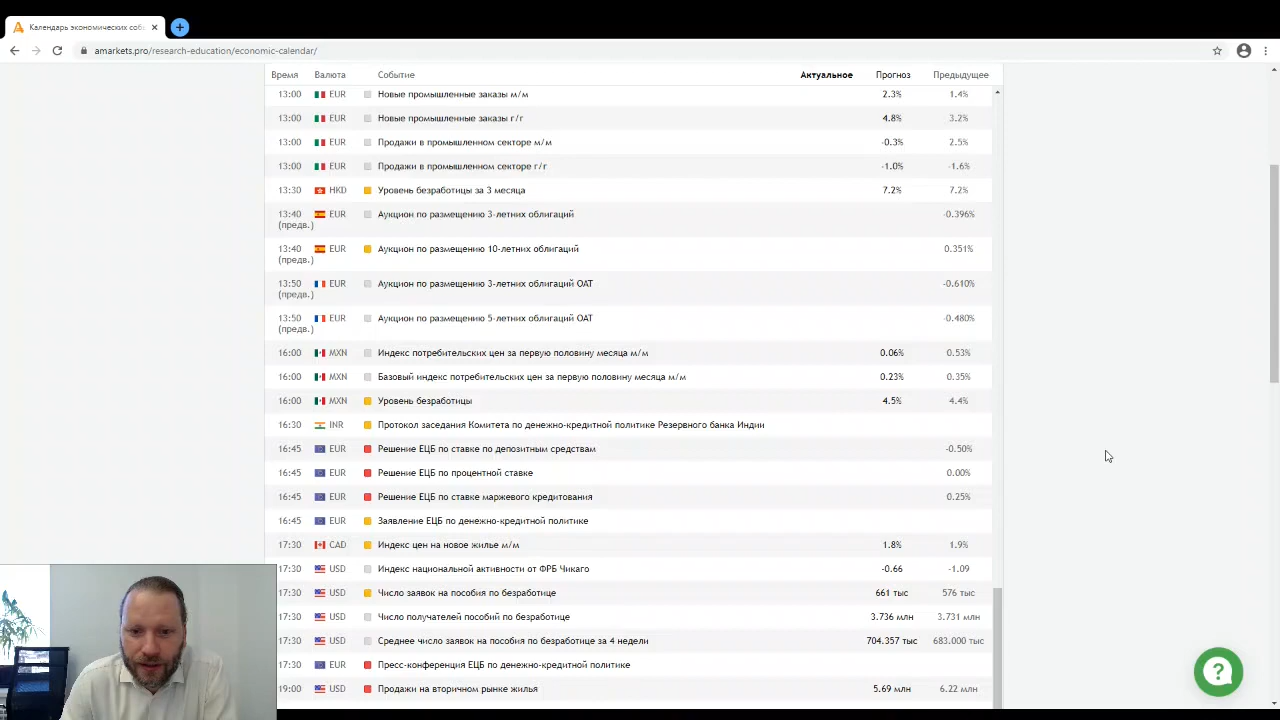 Календарь экономических соб
amarkets.pro/research-education/economic-calendar/
Время Валюта Событие Актуальное Прогноз Предыдущее
13:00 EUR Новые промышленные заказы м/м 2.3% 1.4%
13:00 EUR Новые промышленные заказы г/г 4.8% 3.2%
13:00 EUR Продажи в промышленном секторе м/м -0.3% 2.5%
13:00 EUR Продажи в промышленном секторе г/г -1.0% -1.6%
13:30 HKD Уровень безработицы за 3 месяца 7.2% 7.2%
13:40 EUR Аукцион по размещению 3-летних облигаций -0.396%
(предв.)
13:40 EUR Аукцион по размещению 10-летних облигаций 0.351%
(предв.)
13:50 EUR Аукцион по размещению 3-летних облигаций ОАТ -0.610%
(предв.)
13:50 EUR Аукцион по размещению 5-летних облигаций ОАТ -0.480%
(предв.)
16:00 MXN Индекс потребительских цен за первую половину месяца м/м 0.06% 0.53%
16:00 MXN Базовый индекс потребительских цен за первую половину месяца м/м 0.23% 0.35%
16:00 MXN Уровень безработицы 4.5% 4.4%
16:30 INR Протокол заседания Комитета по денежно-кредитной политике Резервного банка Индии
16:45 EUR Решение ЕЦБ по ставке по депозитным средствам -0.50%
16:45 EUR Решение ЕЦБ по процентной ставке 0.00%
16:45 EUR Решение ЕЦБ по ставке маржевого кредитования 0.25%
16:45 EUR Заявление ЕЦБ по денежно-кредитной политике
17:30 CAD Индекс цен на новое жилье м/м 1.8% 1.9%
17:30 USD Индекс национальной активности от ФРБ Чикаго -0.66 -1.09
17:30 USD Число заявок на пособия по безработице 661 тыс 576 тыс
17:30 USD Число получателей пособий по безработице 3.736 млн 3.731 млн
17:30 USD Среднее число заявок на пособия по безработице за 4 недели 704.357 тыс 683.000 тыс
17:30 EUR Пресс-конференция ЕЦБ по денежно-кредитной политике
19:00 USD Продажи на вторичном рынке жилья 5.69 млн 6.22 млн